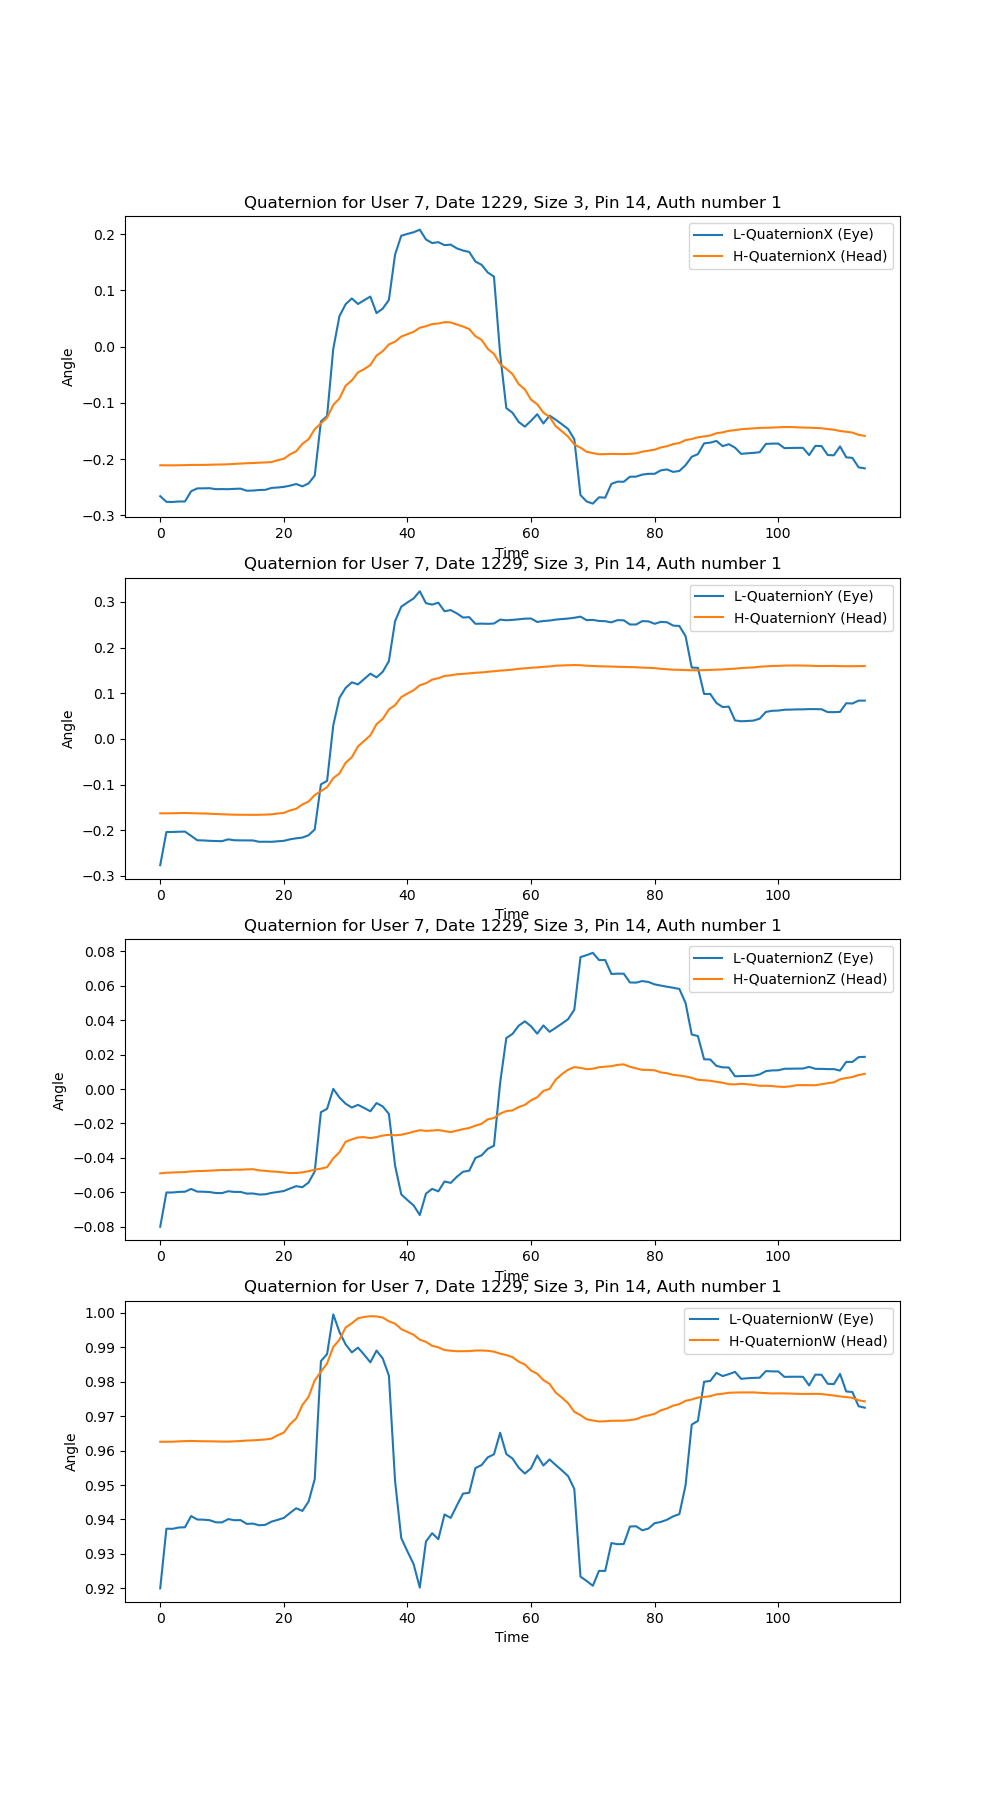 Quaternion for User 7, Date 1229, Size 3, Pin 14, Auth number 1
L-QuaternionX (Eye)
H-QuaternionX (Head)
Angle
0.2
0.1
0.0
−0.1
−0.2
−0.3
0 20 40 60 80 100
Time
Quaternion for User 7, Date 1229, Size 3, Pin 14, Auth number 1
L-QuaternionY (Eye)
H-QuaternionY (Head)
Angle
0.3
0.2
0.1
0.0
−0.1
−0.2
−0.3
0 20 40 60 80 100
Time
Quaternion for User 7, Date 1229, Size 3, Pin 14, Auth number 1
L-QuaternionZ (Eye)
H-QuaternionZ (Head)
Angle
0.08
0.06
0.04
0.02
0.00
−0.02
−0.04
−0.06
−0.08
0 20 40 60 80 100
Time
Quaternion for User 7, Date 1229, Size 3, Pin 14, Auth number 1
L-QuaternionW (Eye)
H-QuaternionW (Head)
Angle
1.00
0.99
0.98
0.97
0.96
0.95
0.94
0.93
0.92
0 20 40 60 80 100
Time